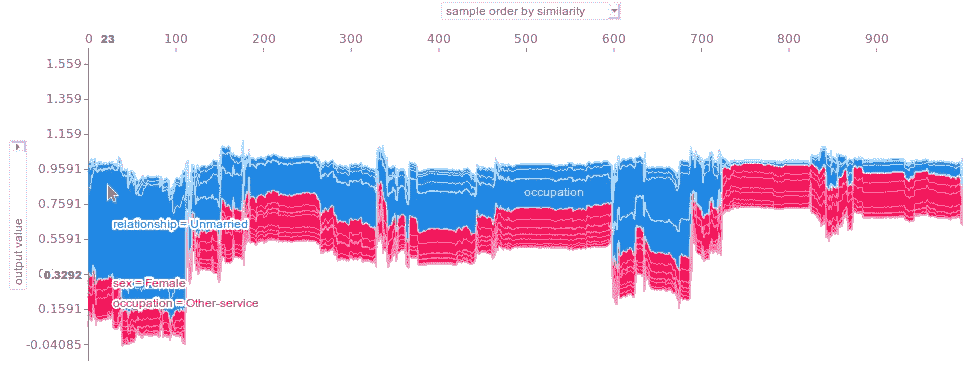 sample order by similarity
0 23 100 200 300 400 500 600 700 800 900
1.559
1.359
1.159
0.9591
0.7591
0.5591
0.3292
0.1591
-0.04085
output value
occupation
relationship = Unmarried
sex = Female
occupation = Other-service